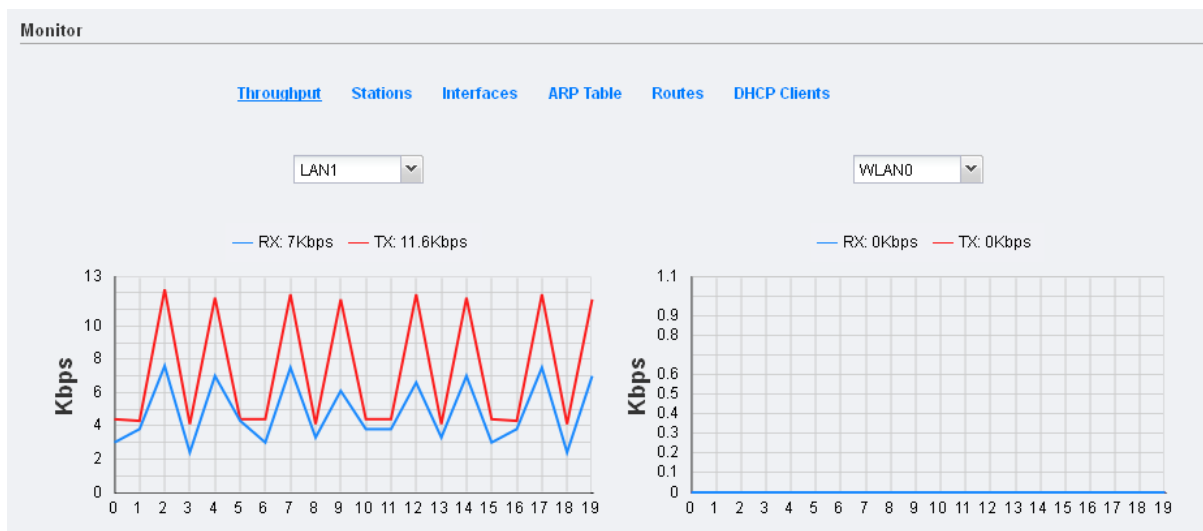 Monitor
Throughput Stations Interfaces ARP Table Routes DHCP Clients
LAN1
WLAN0
RX: 7Kbps TX: 11.6Kbps
RX: 0Kbps TX: 0Kbps
Kbps
13
10
8
6
4
2
0
0 1 2 3 4 5 6 7 8 9 10 11 12 13 14 15 16 17 18 19
Kbps
1.1
0.9
0.8
0.6
0.5
0.4
0.3
0.2
0.1
0
0 1 2 3 4 5 6 7 8 9 10 11 12 13 14 15 16 17 18 19